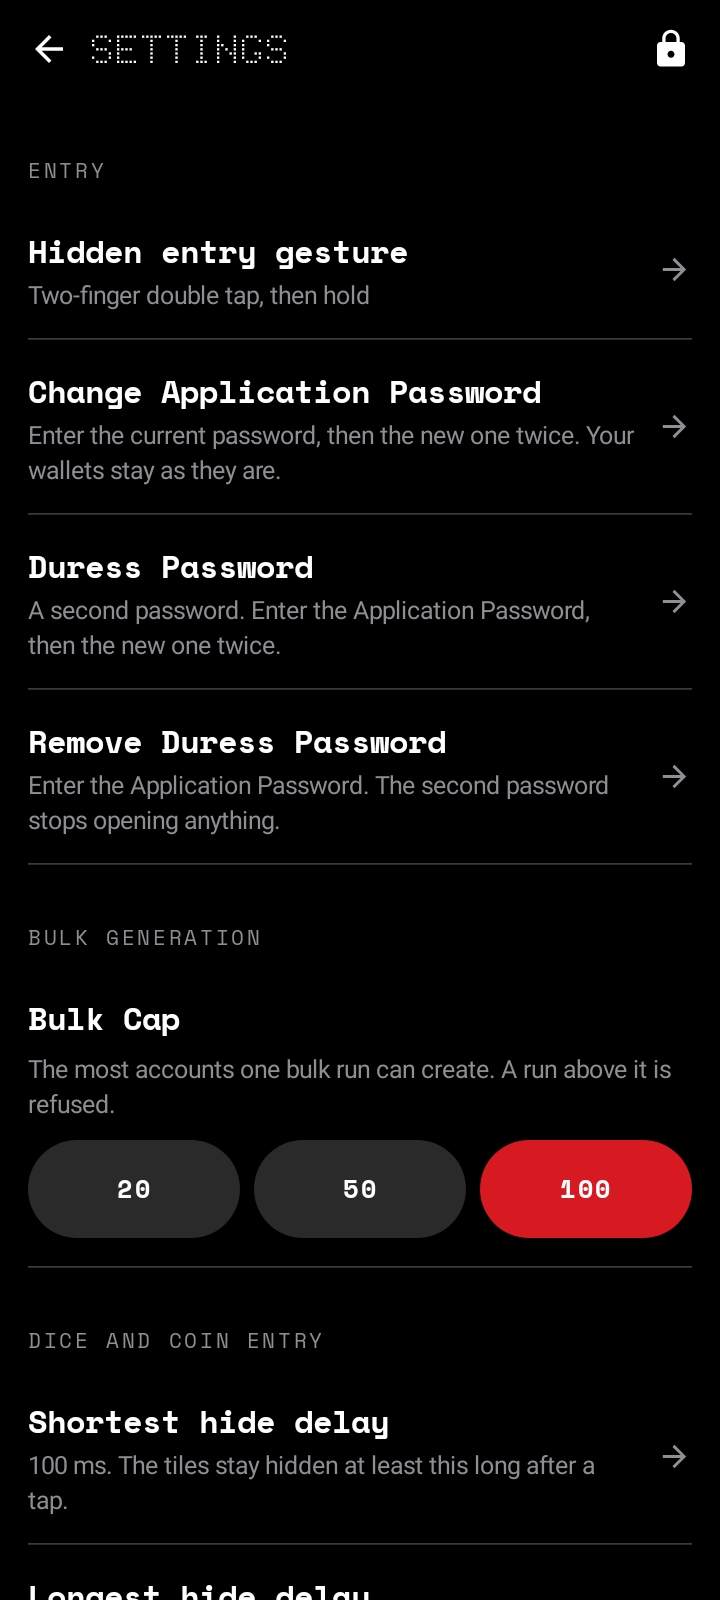 SETTINGS
ENTRY
Hidden entry gesture
Two-finger double tap, then hold
Change Application Password
Enter the current password, then the new one twice. Your
wallets stay as they are.
Duress Password
A second password. Enter the Application Password,
then the new one twice.
Remove Duress Password
Enter the Application Password. The second password
stops opening anything.
BULK GENERATION
Bulk Cap
The most accounts one bulk run can create. A run above it is
refused.
20 50 100
DICE AND COIN ENTRY
Shortest hide delay
100 ms. The tiles stay hidden at least this long after a
tap.
Longest hide delay